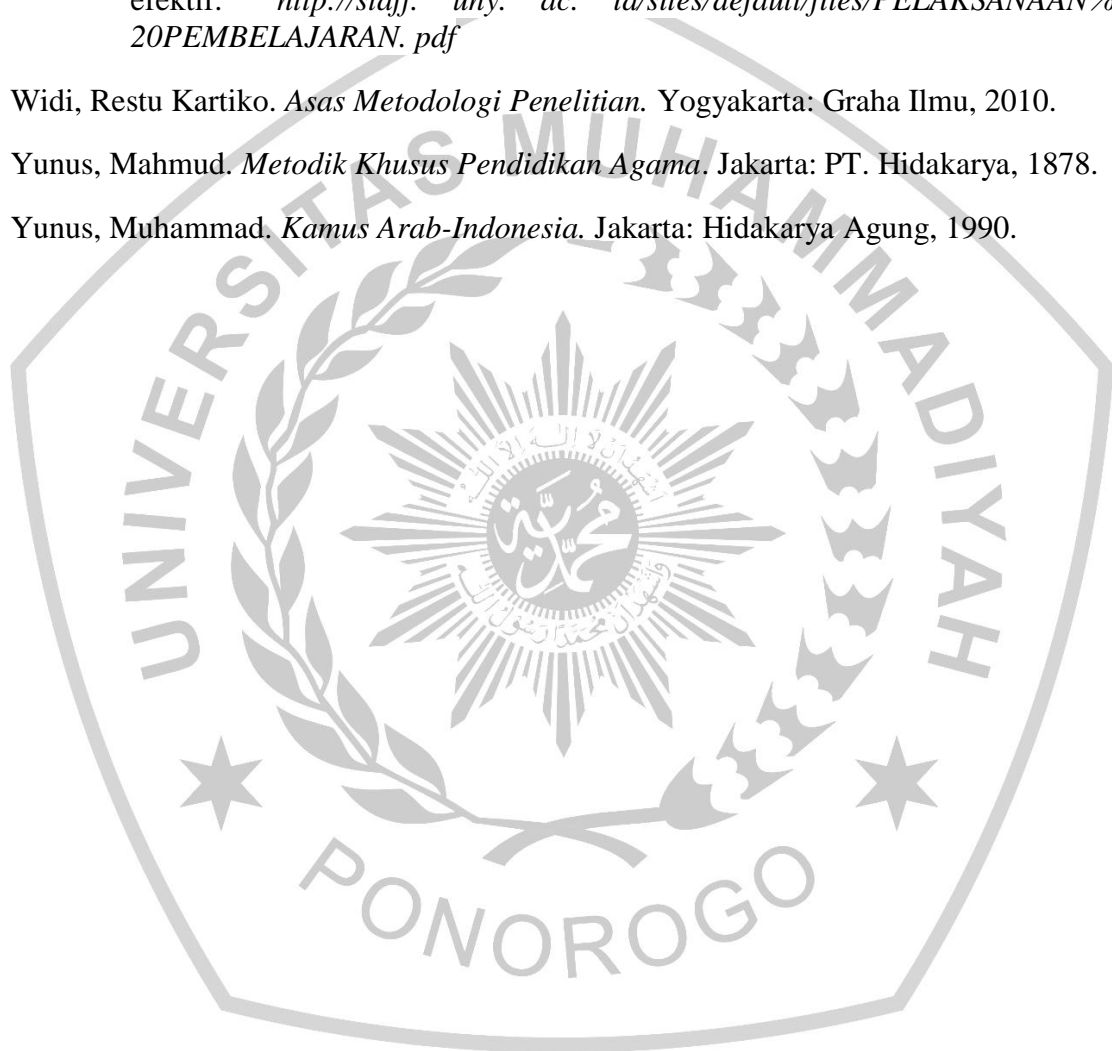 efektif. http://staff. uny. ac. id/sites/default/files/PELAKSANAAN%
20PEMBELAJARAN. pdf
Widi, Restu Kartiko. Asas Metodologi Penelitian. Yogyakarta: Graha Ilmu, 2010.
Yunus, Mahmud. Metodik Khusus Pendidikan Agama. Jakarta: PT. Hidakarya, 1878.
Yunus, Muhammad. Kamus Arab-Indonesia. Jakarta: Hidakarya Agung, 1990.
UNIVERSITAS MUHAMMADIYAH
PONOROGO
محمدية